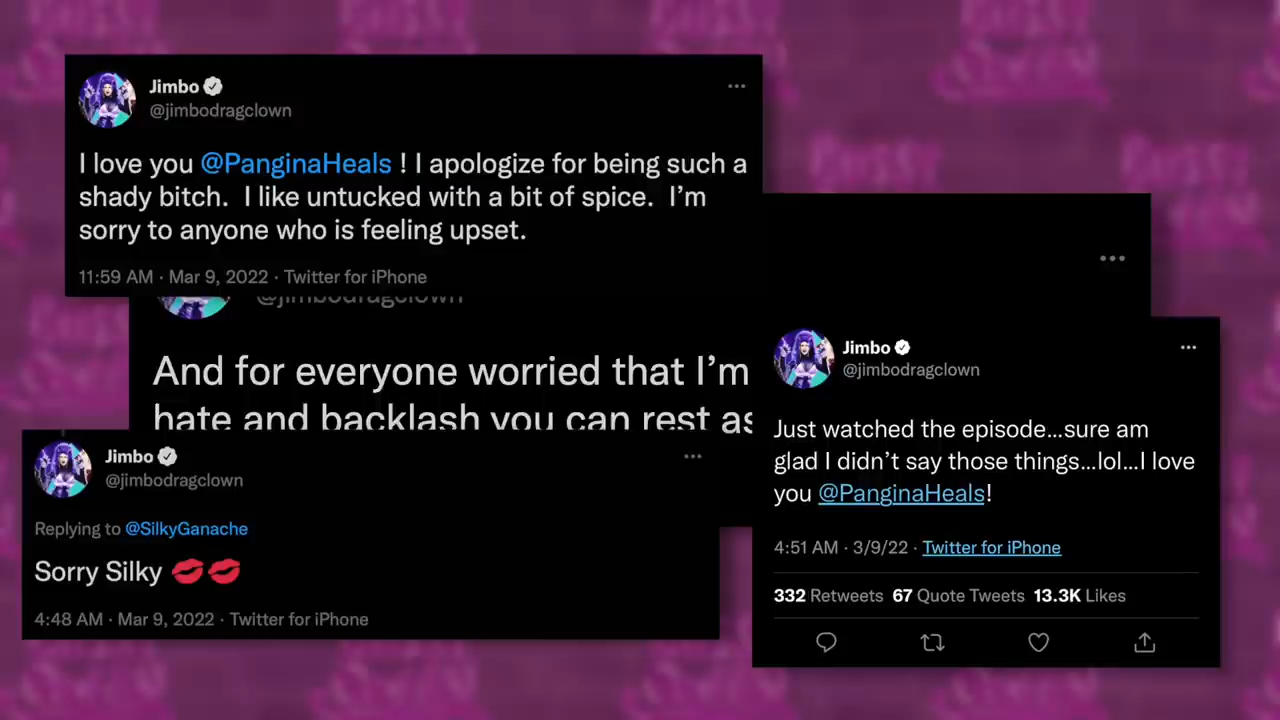 Jimbo
@jimbodragclown
I love you @PanginaHeals ! I apologize for being such a
shady bitch.  I like untucked with a bit of spice.  I’m
sorry to anyone who is feeling upset.
11:59 AM · Mar 9, 2022 · Twitter for iPhone
@jimbodragclown
And for everyone worried that I’m
hate and backlash you can rest
Jimbo
@jimbodragclown
Replying to @SilkyGanache
Sorry Silky 💋💋
4:48 AM · Mar 9, 2022 · Twitter for iPhone
Jimbo
@jimbodragclown
Just watched the episode...sure am
glad I didn’t say those things...lol...I love
you @PanginaHeals!
4:51 AM · 3/9/22 · Twitter for iPhone
332 Retweets 67 Quote Tweets 13.3K Likes